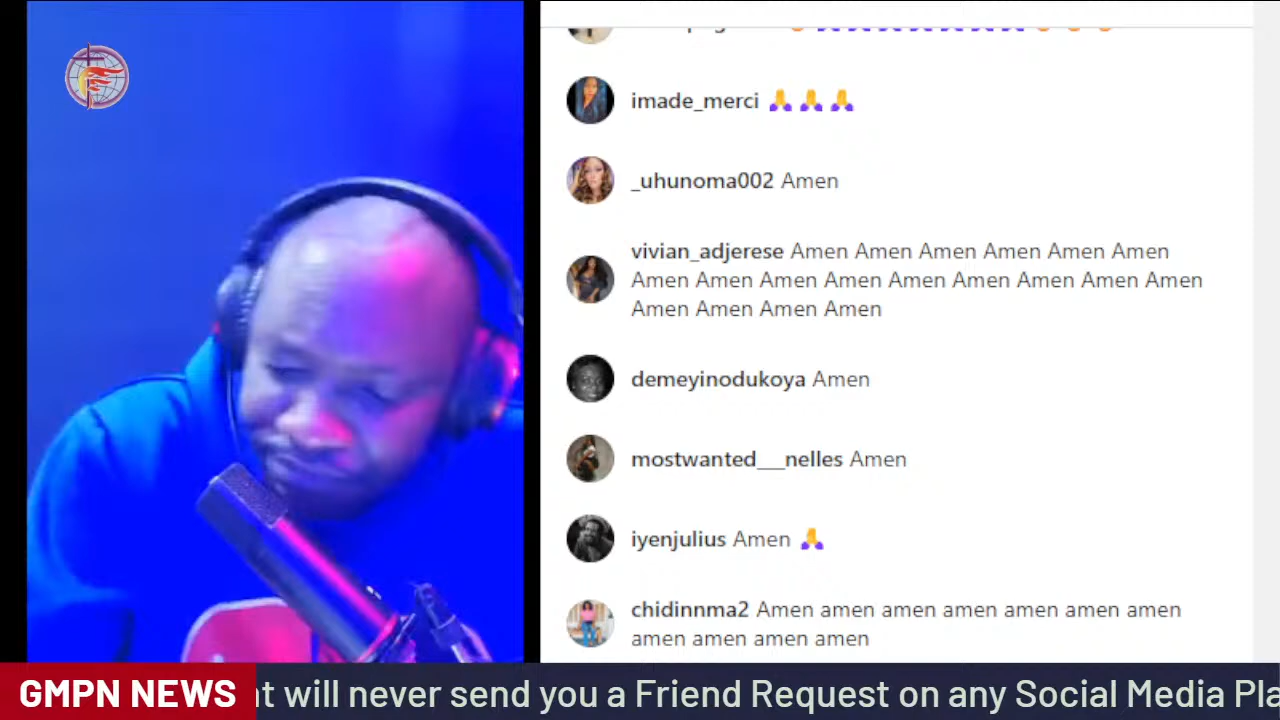 imade_merci 🙏 🙏 🙏
_uhunoma002 Amen
vivian_adjerese Amen Amen Amen Amen Amen Amen
Amen Amen Amen Amen Amen Amen Amen Amen Amen
Amen Amen Amen Amen
demeyinodukoya Amen
mostwanted___nelles Amen
iyenjulius Amen 🙏
chidinnma2 Amen amen amen amen amen amen amen
amen amen amen amen
GMPN NEWS
will never send you a Friend Request on any Social Media